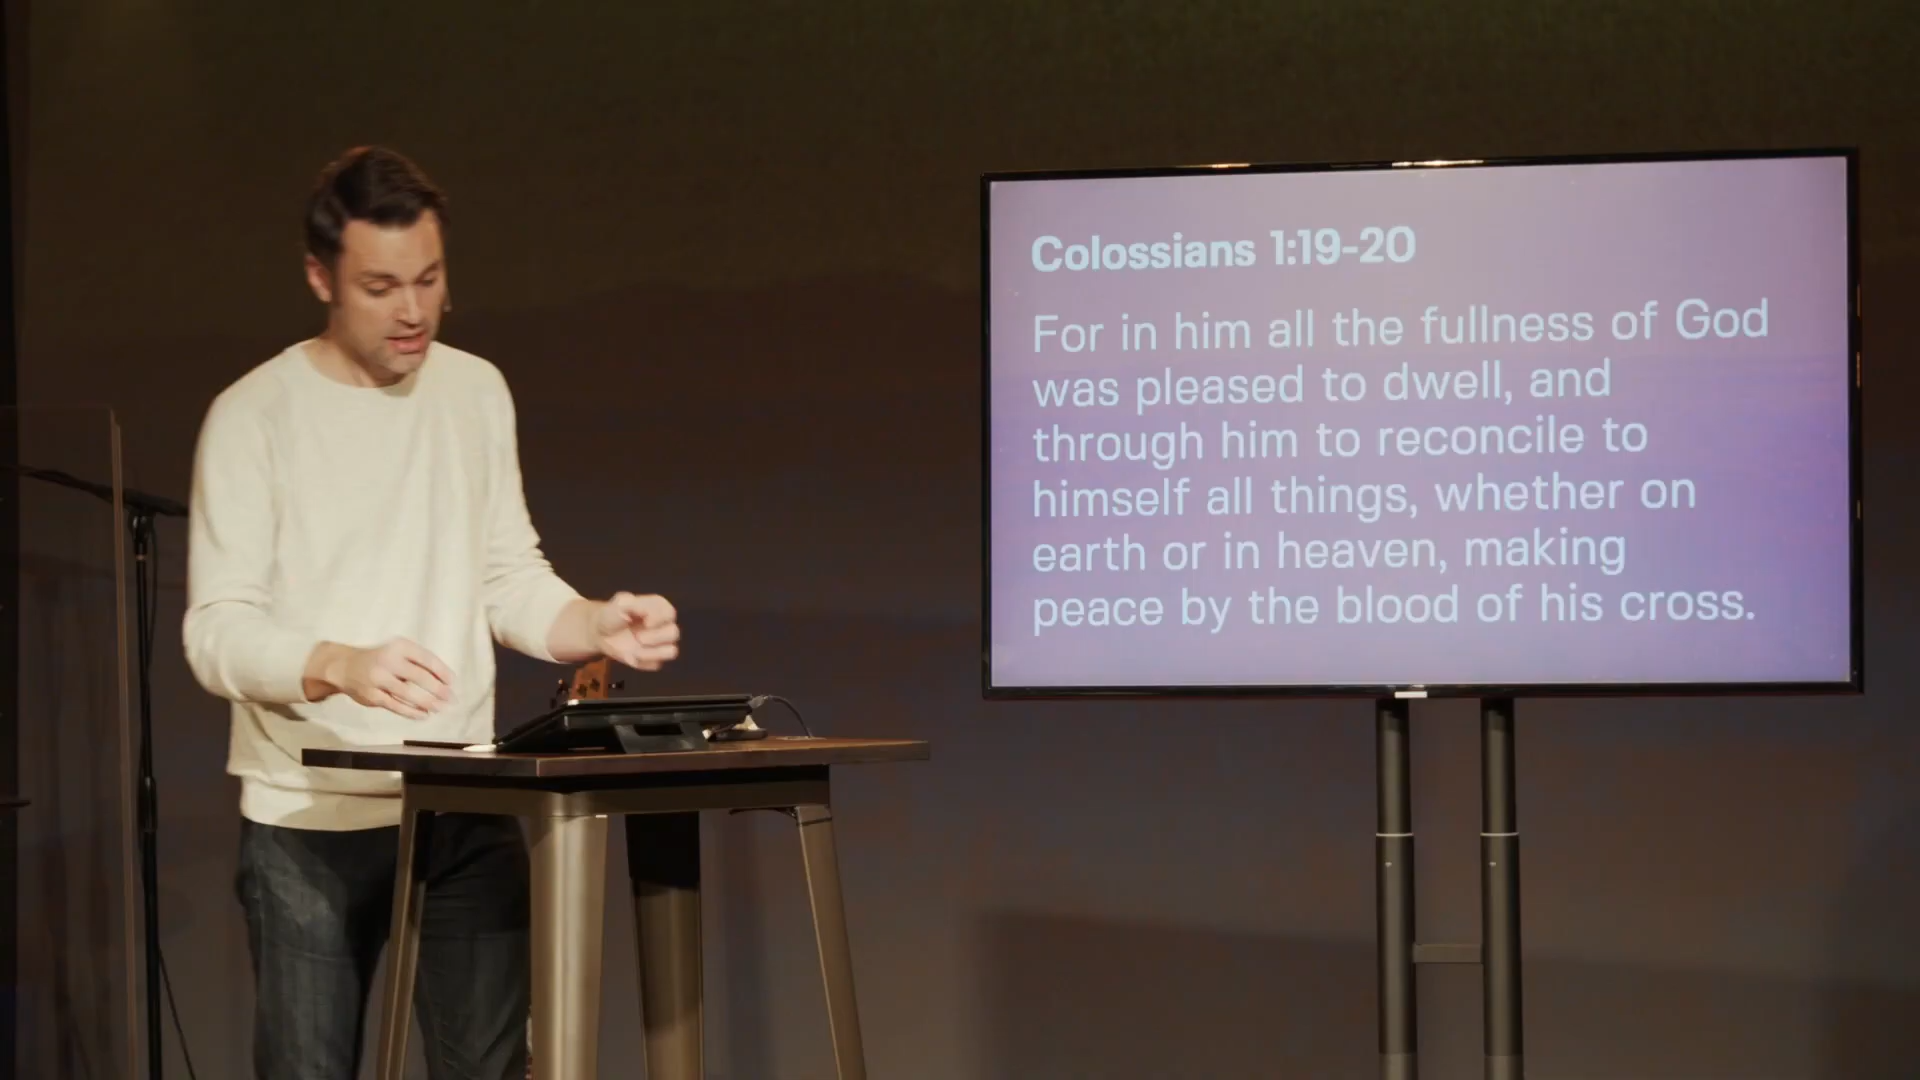 Colossians 1:19-20
For in him all the fullness of God
was pleased to dwell, and
through him to reconcile to
himself all things, whether on
earth or in heaven, making
peace by the blood of his cross.